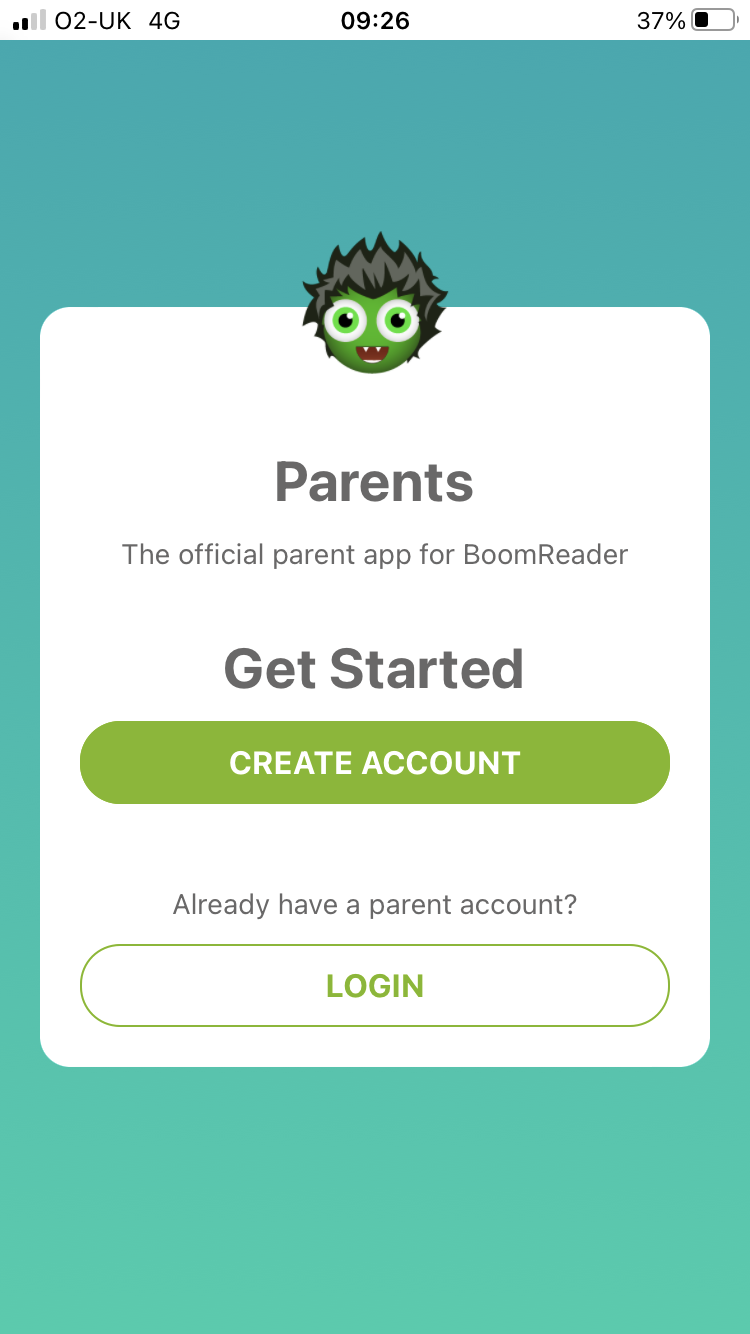 O2-UK 4G 09:26 37%
Parents
The official parent app for BoomReader
Get Started
CREATE ACCOUNT
Already have a parent account?
LOGIN